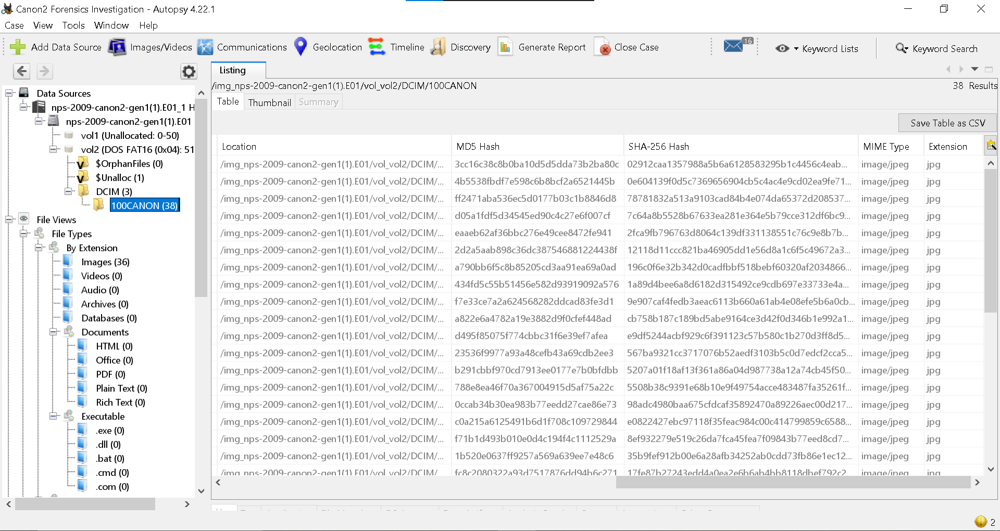 Canon2 Forensics Investigation - Autopsy 4.22.1
Case View Tools Window Help
Add Data Source Images/Videos Communications Geolocation Timeline Discovery Generate Report Close Case 16 Keyword Lists Keyword Search
Listing
/img_nps-2009-canon2-gen1(1).E01/vol_vol2/DCIM/100CANON 38 Results
Table Thumbnail Summary
Save Table as CSV
Data Sources
nps-2009-canon2-gen1(1).E01_1 H
nps-2009-canon2-gen1(1).E01
vol1 (Unallocated: 0-50)
vol2 (DOS FAT16 (0x04): 51
$OrphanFiles (0)
$Unalloc (1)
DCIM (3)
100CANON (38)
File Views
File Types
By Extension
Images (36)
Videos (0)
Audio (0)
Archives (0)
Databases (0)
Documents
HTML (0)
Office (0)
PDF (0)
Plain Text (0)
Rich Text (0)
Executable
.exe (0)
.dll (0)
.bat (0)
.cmd (0)
.com (0)
Location MD5 Hash SHA-256 Hash MIME Type Extension
/img_nps-2009-canon2-gen1(1).E01/vol_vol2/DCIM/... 3cc16c38c8b0ba10d5d5dda73b2ba80c 02912caa1357988a5b6a6128583295b1c4456c4eab... image/jpeg jpg
/img_nps-2009-canon2-gen1(1).E01/vol_vol2/DCIM/... 4b5538fbdf7e598c6b8bcf2a6521445b 0e604139f0d5c7369656904cb5c4ac4e9cd02ea9fe71... image/jpeg jpg
/img_nps-2009-canon2-gen1(1).E01/vol_vol2/DCIM/... ff2471aba536ec5d0177b03c1b8846d8 78781832a513a9103cad84b4e074da65372d208537... image/jpeg jpg
/img_nps-2009-canon2-gen1(1).E01/vol_vol2/DCIM/... d05a1fdf5d34545ed90c4c27e6f007cf 7c64a8b5528b67633ea281e364e5b79cce312df6bc9... image/jpeg jpg
/img_nps-2009-canon2-gen1(1).E01/vol_vol2/DCIM/... eaaeb62af36bbc276e49cee8472fe941 2fca9fb796763d8064c139df331138551c76c9e8b7b... image/jpeg jpg
/img_nps-2009-canon2-gen1(1).E01/vol_vol2/DCIM/... 2d2a5aab898c36dc387546881224438f 12118d11ccc821ba46905dd1e56d8a1c6f5c49672a3... image/jpeg jpg
/img_nps-2009-canon2-gen1(1).E01/vol_vol2/DCIM/... a790bb6f5c8b85205cd3aa91ea69a0ad 196c0f6e32b342d0cadfbbf518bebf60320af2034866... image/jpeg jpg
/img_nps-2009-canon2-gen1(1).E01/vol_vol2/DCIM/... 434fd5c55b51456e582d93919092a576 1a89d4bee6a8d6182d315492ce9cdb697e33733e4a... image/jpeg jpg
/img_nps-2009-canon2-gen1(1).E01/vol_vol2/DCIM/... f7e33ce7a2a624568282ddcad83fe3d1 9e907caf4fedb3aeac6113b660a61ab4e08efe5b6a0cb... image/jpeg jpg
/img_nps-2009-canon2-gen1(1).E01/vol_vol2/DCIM/... a822e6a4782a19e3882d9f0cfef448ad cb758b187c189bd5abe9164ce3d42f0d346b1e992a1... image/jpeg jpg
/img_nps-2009-canon2-gen1(1).E01/vol_vol2/DCIM/... d495f85075f774cbbc31f6e39ef7afea e9df5244acbf929c6f391123c57b580c1b270d3ff8d5... image/jpeg jpg
/img_nps-2009-canon2-gen1(1).E01/vol_vol2/DCIM/... 23536f9977a93a48cefb43a69cdb2ee3 567ba9321cc3717076b52aedf3103b5c0d7edcf2cca5... image/jpeg jpg
/img_nps-2009-canon2-gen1(1).E01/vol_vol2/DCIM/... b291cbbf970cd7913ee0177e7b0bfdbb 5207a01f18af13f361a86a04d987738a12a74cb45f50... image/jpeg jpg
/img_nps-2009-canon2-gen1(1).E01/vol_vol2/DCIM/... 788e8ea46f70a367004915d5af75a22c 5508b38c9391e68b10e9f49754acce483487fa35261f... image/jpeg jpg
/img_nps-2009-canon2-gen1(1).E01/vol_vol2/DCIM/... 0ccab34b30ea983b77eedd27cae86e73 98adc4980baa675cfdcaf35892470a89226aec00d217... image/jpeg jpg
/img_nps-2009-canon2-gen1(1).E01/vol_vol2/DCIM/... c0a215a6125491b6d1f708c109729844 e0822427ebc97118f35feac984c00c414799859c6588... image/jpeg jpg
/img_nps-2009-canon2-gen1(1).E01/vol_vol2/DCIM/... f71b1d493b010e0d4c194f4c1112529a 8ef932279e519c26da7fca45fea7f09843b77eed8cd7... image/jpeg jpg
/img_nps-2009-canon2-gen1(1).E01/vol_vol2/DCIM/... 1b520e0637ff9257a569a639ee7e48c6 35b9fef912b00e6a28afb34252ab0cdd73fb86e1ec12... image/jpeg jpg
/img_nps-2009-canon2-gen1(1).E01/vol_vol2/DCIM/ fc8c2080322a93d7517876dd94b6c271 17fe87b27243edd4a0ea2e6b6ab4bb8118dbef792c2 image/jpeg jpg
2